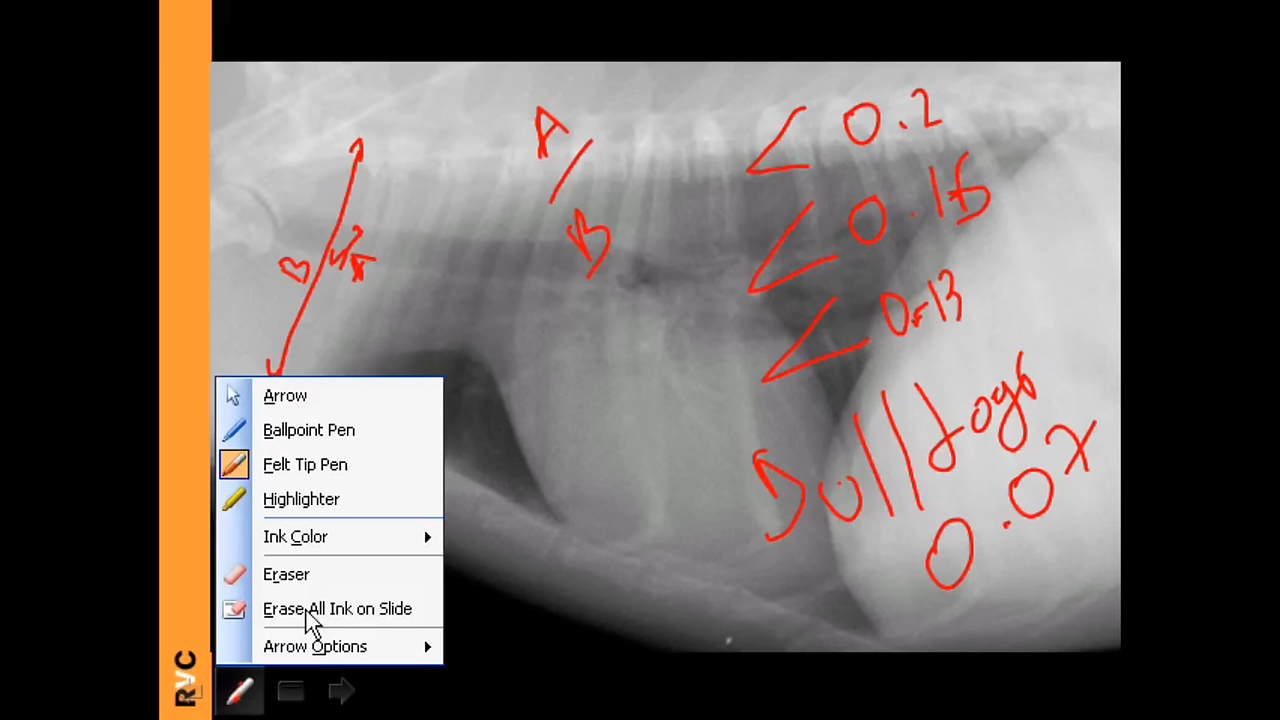 A
/
B
< 0.2
< 0.16
B
A
< 0.13
Bulldogs
0.07
Arrow
Ballpoint Pen
Felt Tip Pen
Highlighter
Ink Color
Eraser
Erase All Ink on Slide
Arrow Options
RVC